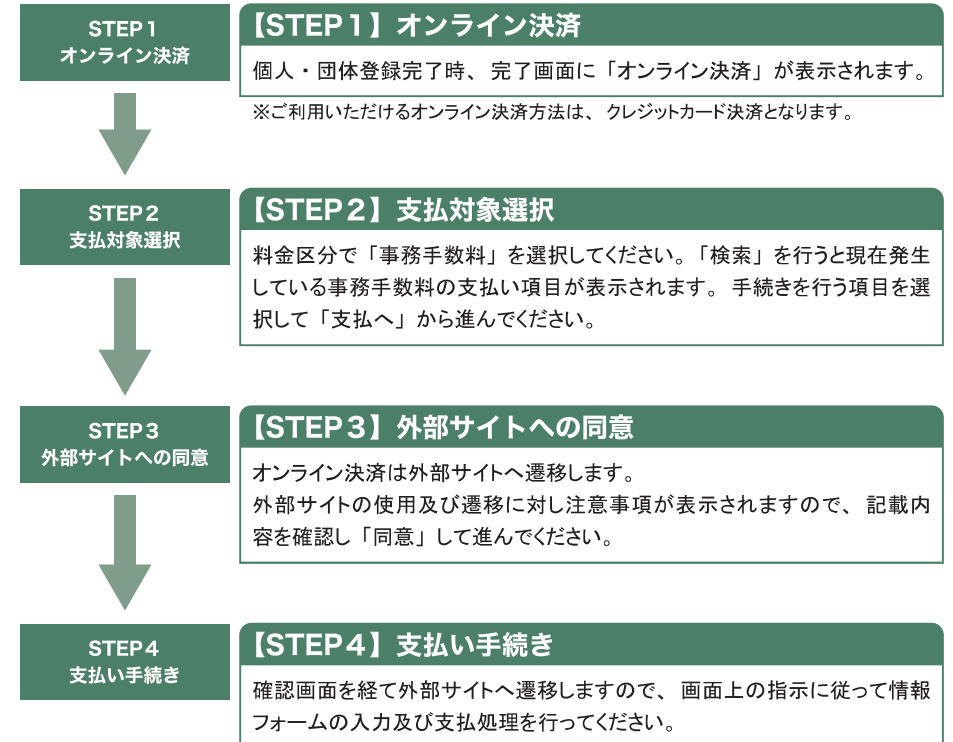 STEP1
オンライン決済
【STEP1】オンライン決済
個人・団体登録完了時、完了画面に「オンライン決済」が表示されます。
※ご利用いただけるオンライン決済方法は、クレジットカード決済となります。
STEP2
支払対象選択
【STEP2】支払対象選択
料金区分で「事務手数料」を選択してください。「検索」を行うと現在発生
している事務手数料の支払い項目が表示されます。手続きを行う項目を選
択して「支払へ」から進んでください。
STEP3
外部サイトへの同意
【STEP3】外部サイトへの同意
オンライン決済は外部サイトへ遷移します。
外部サイトの使用及び遷移に対し注意事項が表示されますので、記載内
容を確認し「同意」して進んでください。
STEP4
支払い手続き
【STEP4】支払い手続き
確認画面を経て外部サイトへ遷移しますので、画面上の指示に従って情報
フォームの入力及び支払処理を行ってください。